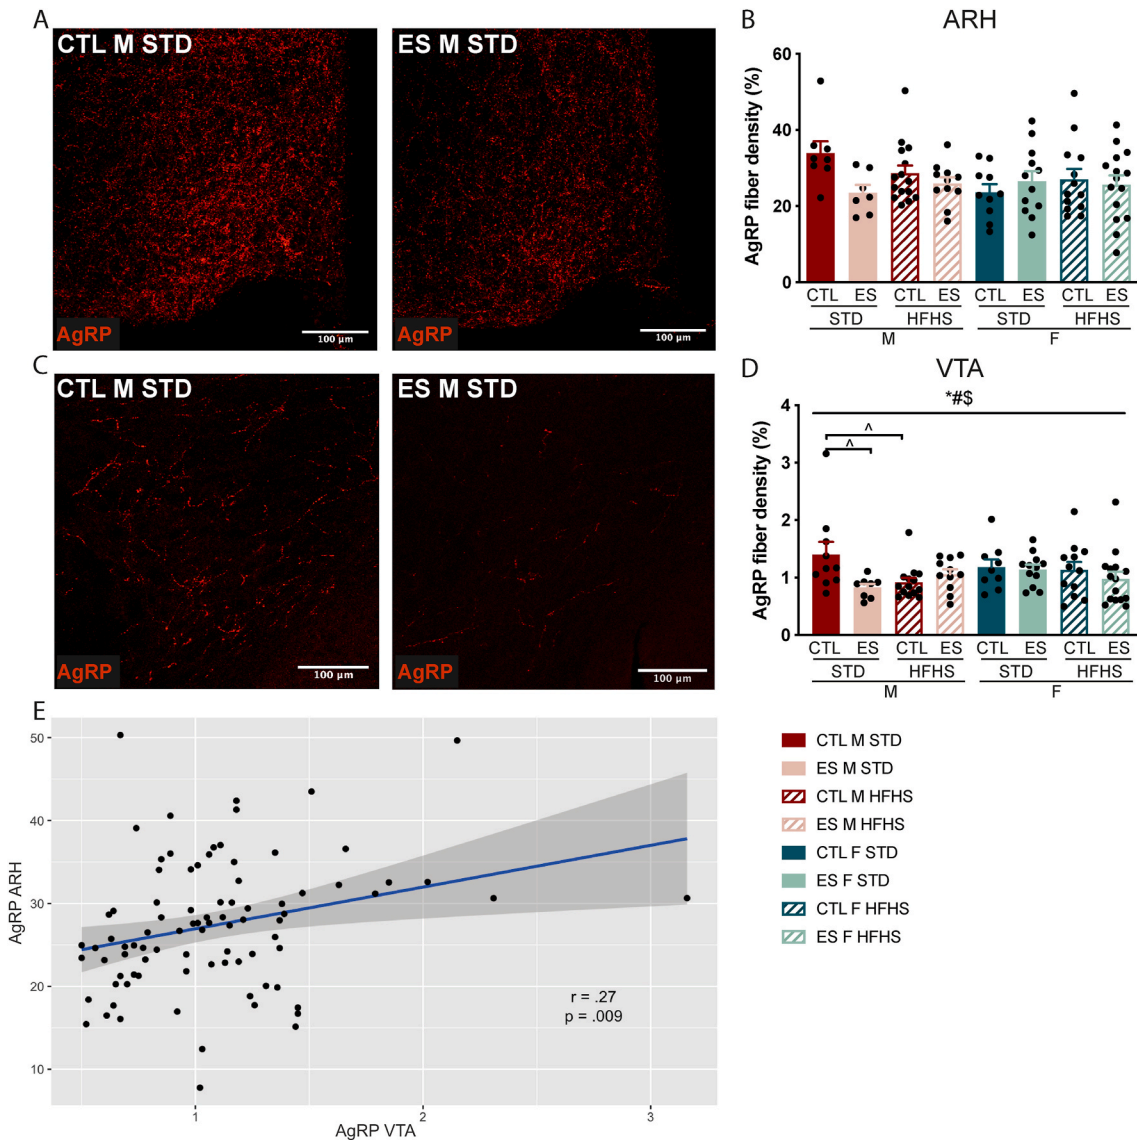 A
CTL M STD
ES M STD
AgRP
100 µm
AgRP
100 µm
B
ARH
AgRP fiber density (%)
60
40
20
0
CTL ES CTL ES CTL ES CTL ES
STD HFHS STD HFHS
M F
C
CTL M STD
ES M STD
AgRP
100 µm
AgRP
100 µm
D
VTA
*#$
^
^
AgRP fiber density (%)
4
3
2
1
0
CTL ES CTL ES CTL ES CTL ES
STD HFHS STD HFHS
M F
E
AgRP ARH
50
40
30
20
10
r = .27
p = .009
1 2 3
AgRP VTA
CTL M STD
ES M STD
CTL M HFHS
ES M HFHS
CTL F STD
ES F STD
CTL F HFHS
ES F HFHS